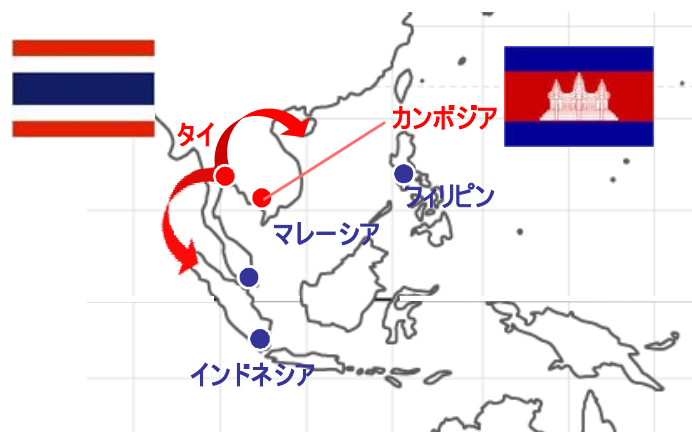 カンボジア
タイ
フィリピン
マレーシア
インドネシア